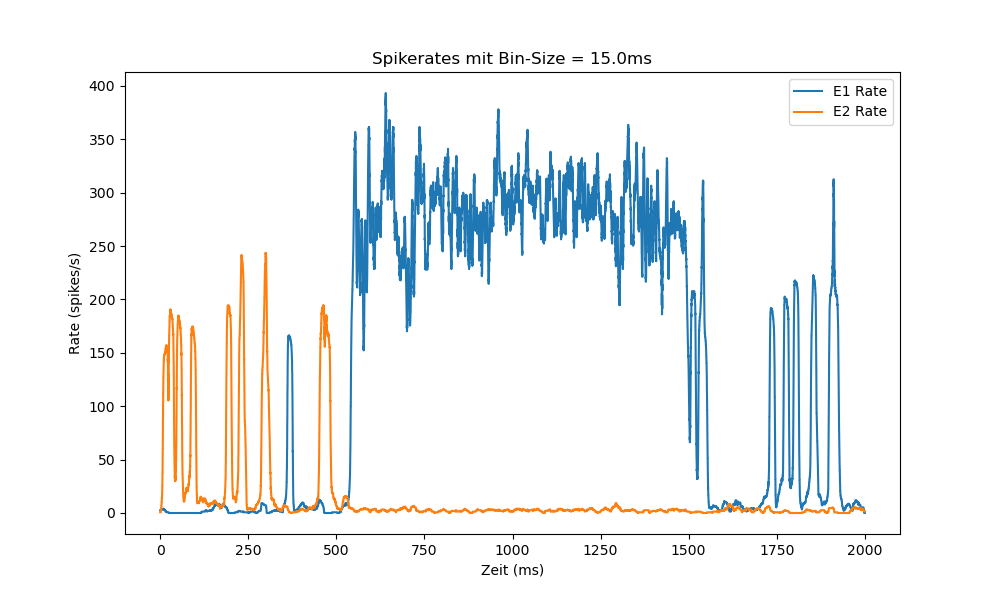 Spikerates mit Bin-Size = 15.0ms
E1 Rate
E2 Rate
Rate (spikes/s)
400
350
300
250
200
150
100
50
0
0 250 500 750 1000 1250 1500 1750 2000
Zeit (ms)